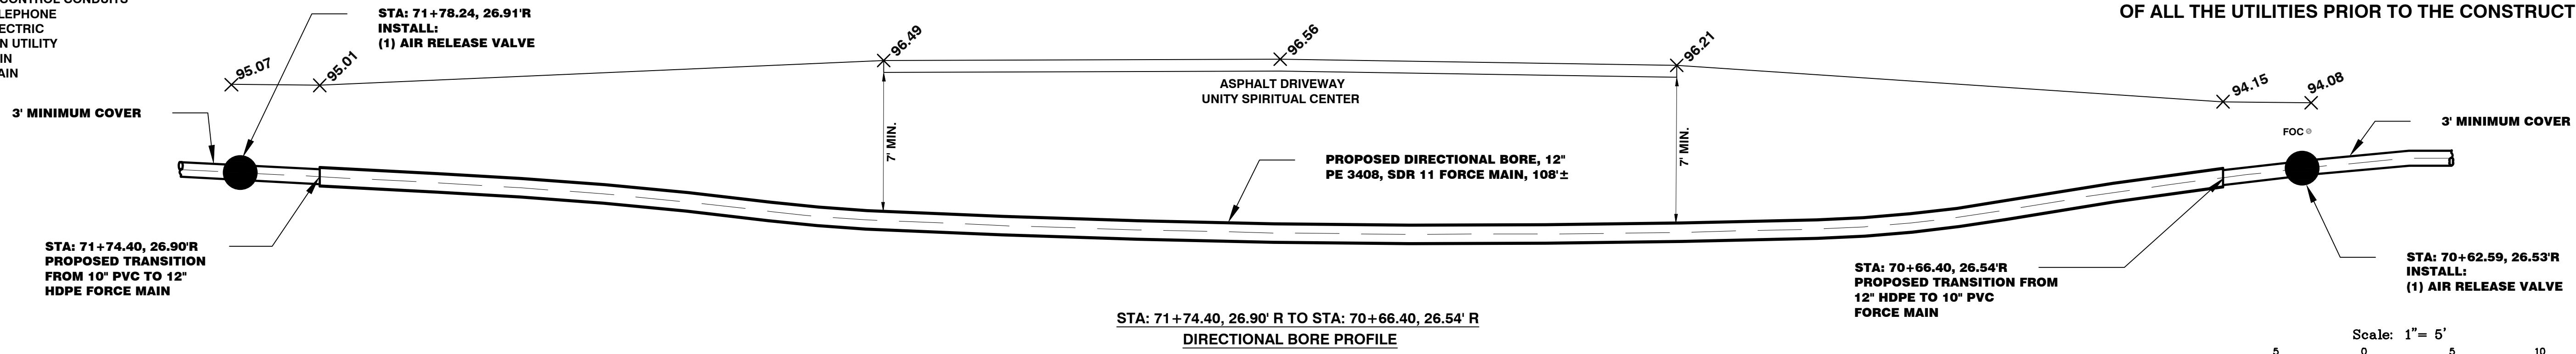 CONTROL CONDUITS
LEPHONE
ECTRIC
N UTILITY
IN
AIN
3' MINIMUM COVER
95.07
95.01
STA: 71+78.24, 26.91'R
INSTALL:
(1) AIR RELEASE VALVE
STA: 71+74.40, 26.90'R
PROPOSED TRANSITION
FROM 10" PVC TO 12"
HDPE FORCE MAIN
96.49
96.56
96.21
7' MIN.
ASPHALT DRIVEWAY
UNITY SPIRITUAL CENTER
7' MIN.
PROPOSED DIRECTIONAL BORE, 12"
PE 3408, SDR 11 FORCE MAIN, 108'±
STA: 71+74.40, 26.90' R TO STA: 70+66.40, 26.54' R
DIRECTIONAL BORE PROFILE
OF ALL THE UTILITIES PRIOR TO THE CONSTRUCT
94.15
94.08
FOC
3' MINIMUM COVER
STA: 70+66.40, 26.54'R
PROPOSED TRANSITION FROM
12" HDPE TO 10" PVC
FORCE MAIN
STA: 70+62.59, 26.53'R
INSTALL:
(1) AIR RELEASE VALVE
Scale: 1"= 5'
5 0 5 10